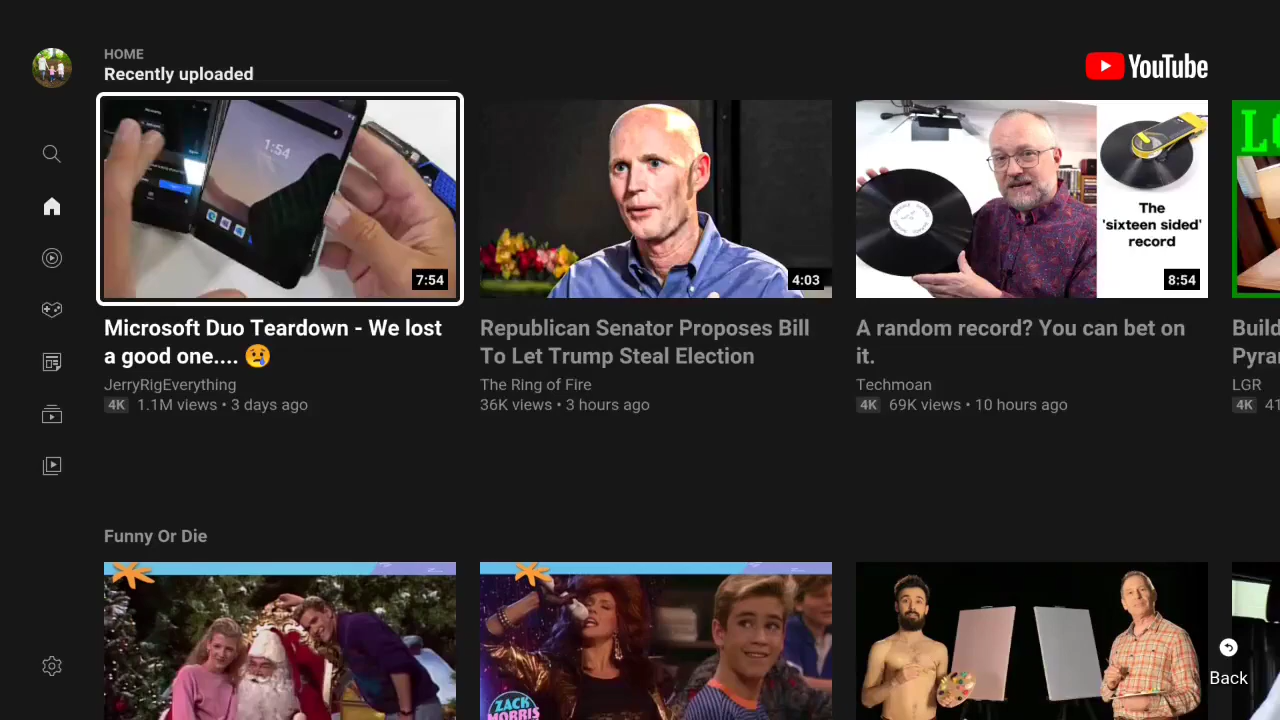 HOME
Recently uploaded
YouTube
1:54
7:54
4:03
The
'sixteen sided'
record
8:54
Microsoft Duo Teardown - We lost
a good one.... 😢
JerryRigEverything
4K 1.1M views • 3 days ago
Republican Senator Proposes Bill
To Let Trump Steal Election
The Ring of Fire
36K views • 3 hours ago
A random record? You can bet on
it.
Techmoan
4K 69K views • 10 hours ago
LGR
4K
Funny Or Die
ZACK
MORRIS
Back